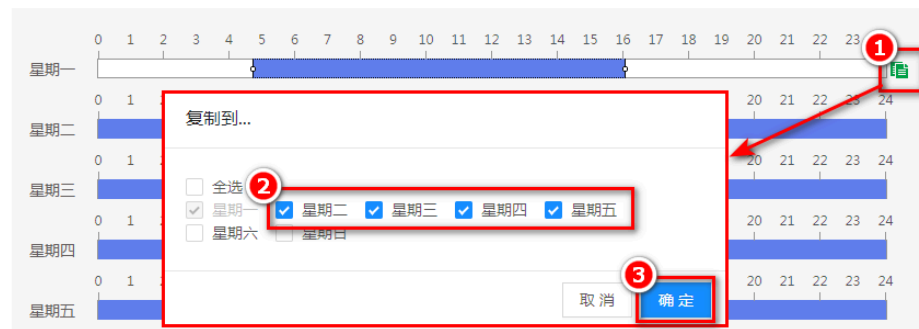 0 1 2 3 4 5 6 7 8 9 10 11 12 13 14 15 16 17 18 19 20 21 22 23
1
星期一
0 1 20 21 22 23 24
复制到...
星期二
0 1 20 21 22 23 24
全选 2
星期三
星期一 星期二 星期三 星期四 星期五
0 1 20 21 22 23 24
星期六 星期日
星期四
3
0 1 20 21 22 23 24
取消 确定
星期五